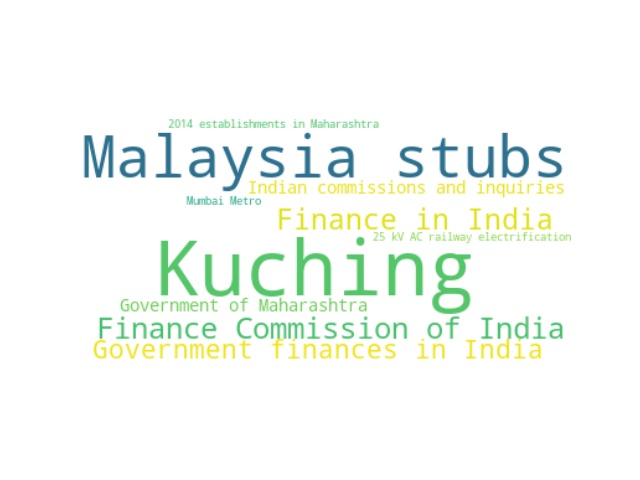 2014 establishments in Maharashtra
Malaysia stubs
Indian commissions and inquiries
Mumbai Metro
Finance in India
25 kV AC railway electrification
Kuching
Government of Maharashtra
Finance Commission of India
Government finances in India